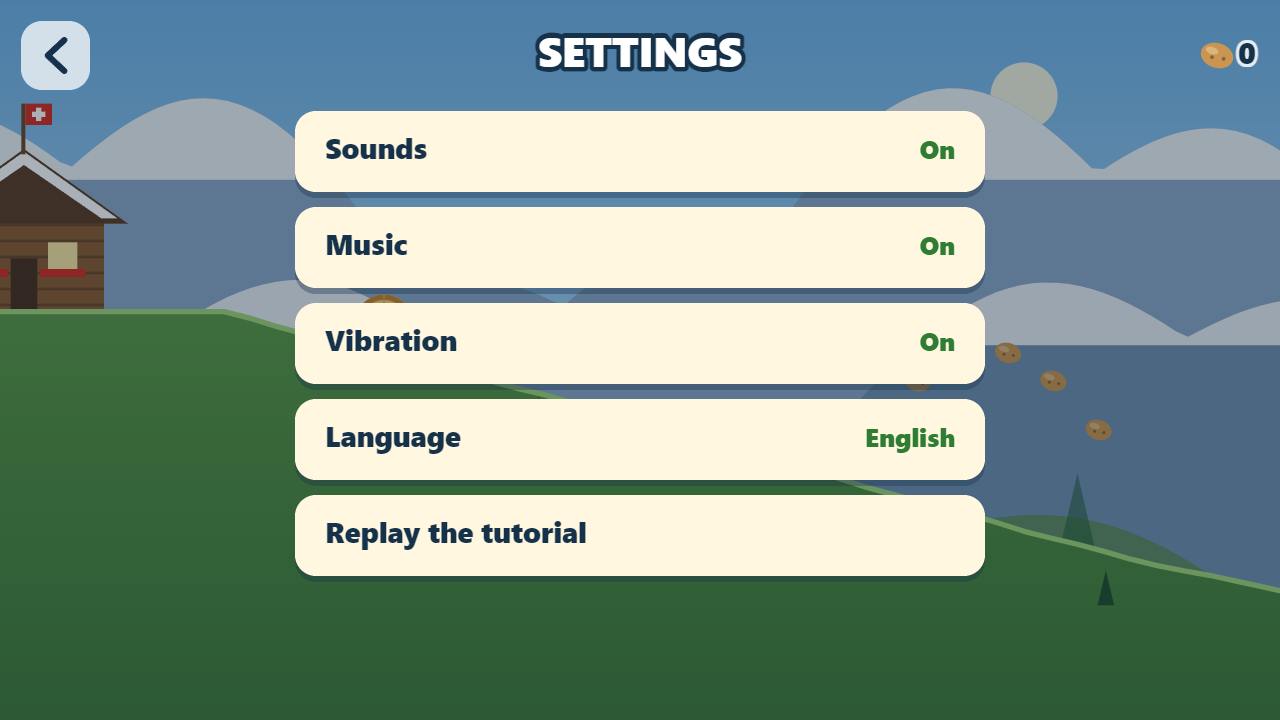 SETTINGS
0
Sounds On
Music On
Vibration On
Language English
Replay the tutorial